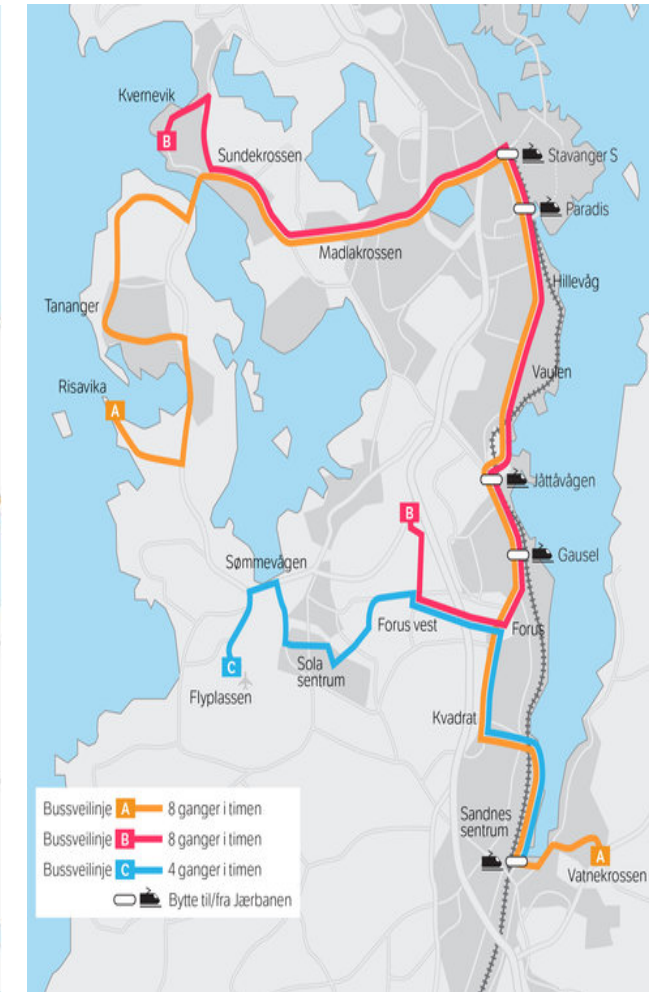 Kvernevik
B
Sundekrossen
Stavanger S
Paradis
Madlakrossen
Hillevåg
Tananger
Vaulen
Risavika
A
Jåttåvågen
B
Gausel
Sømmevågen
Forus vest
Forus
C
Sola
sentrum
Flyplassen
Kvadrat
Bussveilinje A 8 ganger i timen
Bussveilinje B 8 ganger i timen
Bussveilinje C 4 ganger i timen
Bytte til/fra Jærbanen
Sandnes
sentrum
A
Vatnekrossen